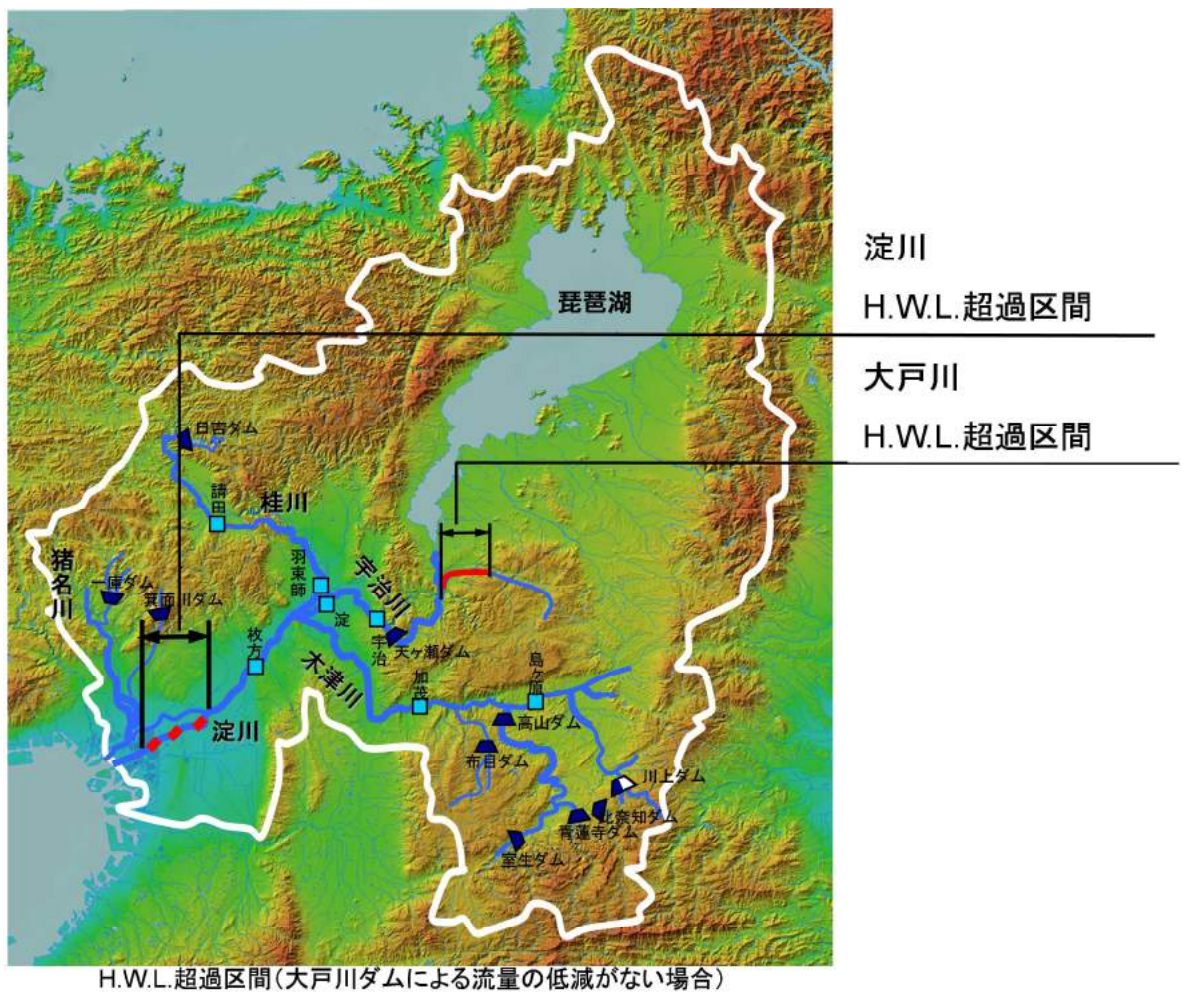 淀川
H.W.L.超過区間
琵琶湖
大戸川
H.W.L.超過区間
日吉ダム
請田
桂川
猪名川
一庫ダム
箕面川ダム
羽束師
淀
宇治川
宇治
天ヶ瀬ダム
枚方
木津川
加茂
島ヶ原
高山ダム
淀川
布目ダム
川上ダム
比奈知ダム
青蓮寺ダム
室生ダム
H.W.L.超過区間(大戸川ダムによる流量の低減がない場合)